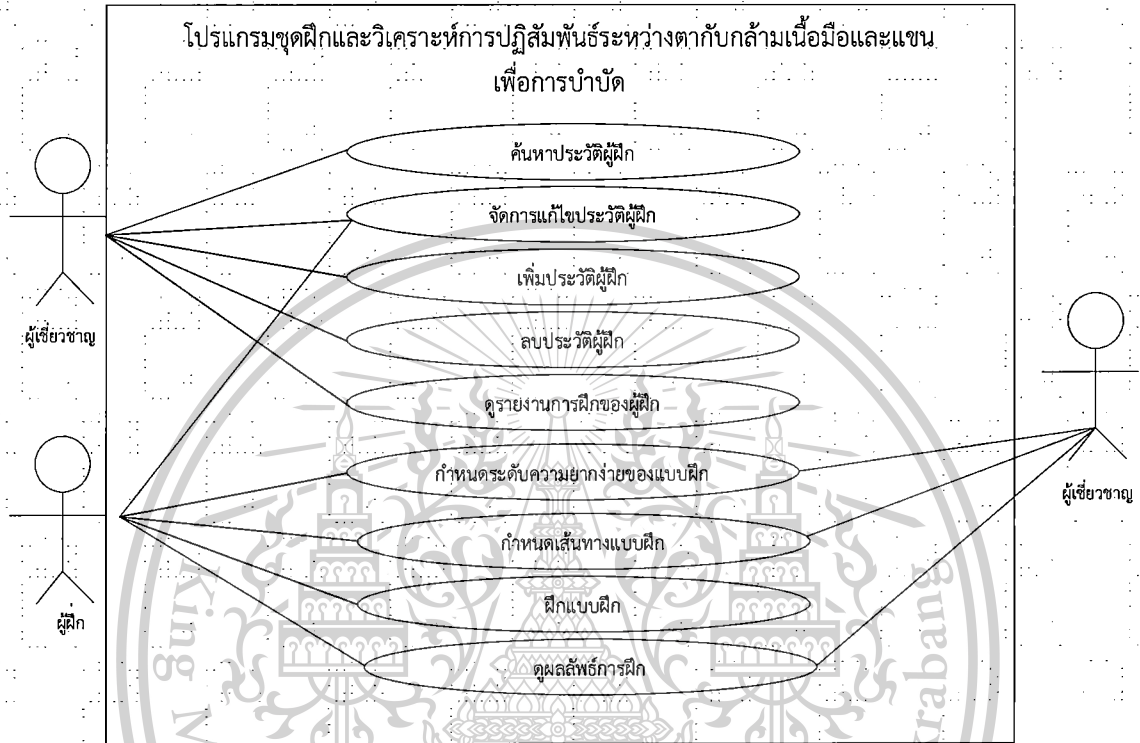 โปรแกรมชุดฝึกและวิเคราะห์การปฏิสัมพันธ์ระหว่างตากับกล้ามเนื้อมือและแขน
เพื่อการบำบัด
ค้นหาประวัติผู้ฝึก
จัดการแก้ไขประวัติผู้ฝึก
เพิ่มประวัติผู้ฝึก
ลบประวัติผู้ฝึก
ดูรายงานการฝึกของผู้ฝึก
กำหนดระดับความยากง่ายของแบบฝึก
กำหนดเส้นทางแบบฝึก
ฝึกแบบฝึก
ดูผลลัพธ์การฝึก
ผู้เชี่ยวชาญ
ผู้ฝึก
ผู้เชี่ยวชาญ
King
krabang